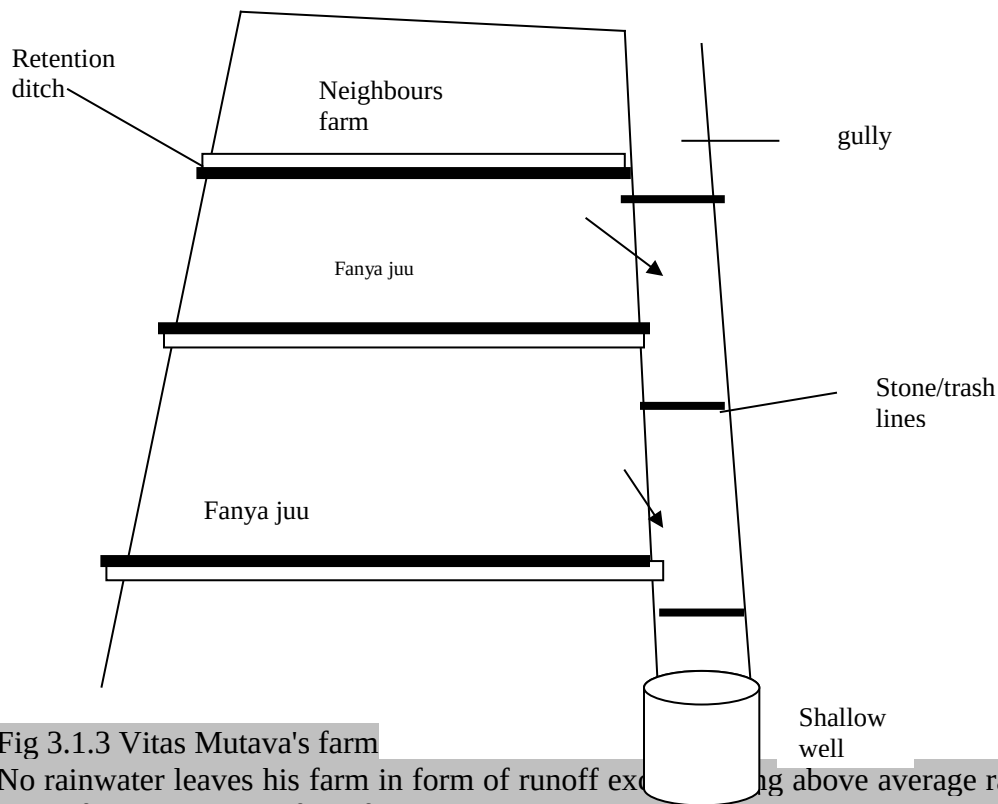 Retention
ditch
Neighbours
farm
gully
Fanya juu
Stone/trash
lines
Fanya juu
Shallow
well
Fig 3.1.3 Vitas Mutava's farm
No rainwater leaves his farm in form of runoff above average